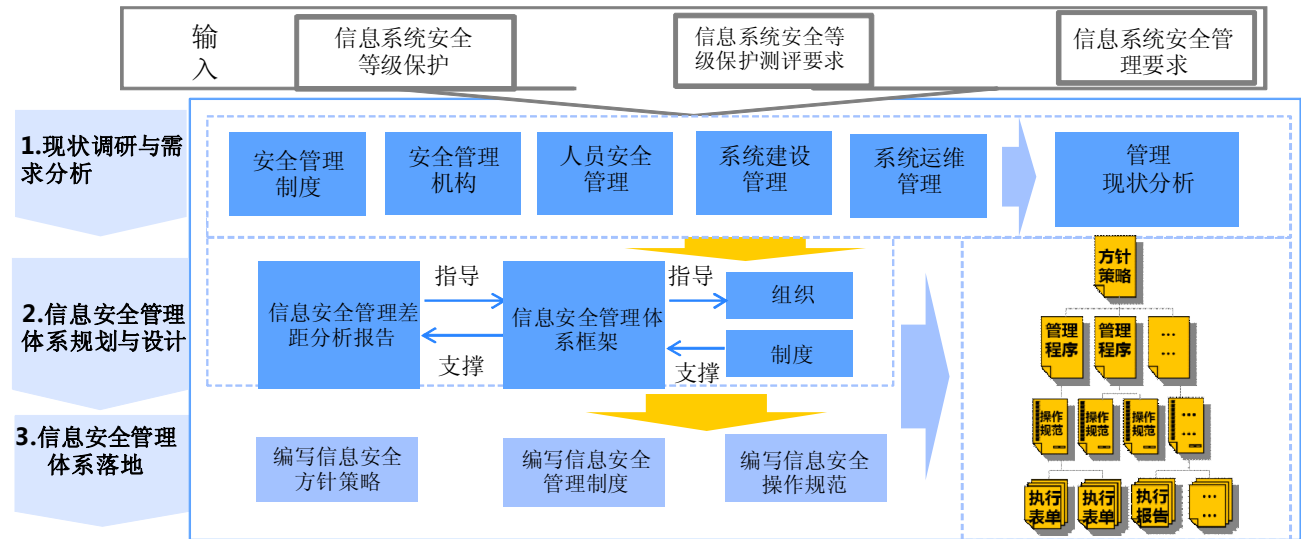 输
入
信息系统安全
等级保护
信息系统安全等
级保护测评要求
信息系统安全管
理要求
1.现状调研与需
求分析
安全管理
制度
安全管理
机构
人员安全
管理
系统建设
管理
系统运维
管理
管理
现状分析
2.信息安全管理
体系规划与设计
信息安全管理差
距分析报告
指导
支撑
信息安全管理体
系框架
指导
支撑
组织
制度
3.信息安全管理
体系落地
编写信息安全
方针策略
编写信息安全
管理制度
编写信息安全
操作规范
方针
策略
管理
程序
管理
程序
...
...
操作
规范
操作
规范
操作
规范
...
...
执行
表单
执行
表单
执行
报告
...
...